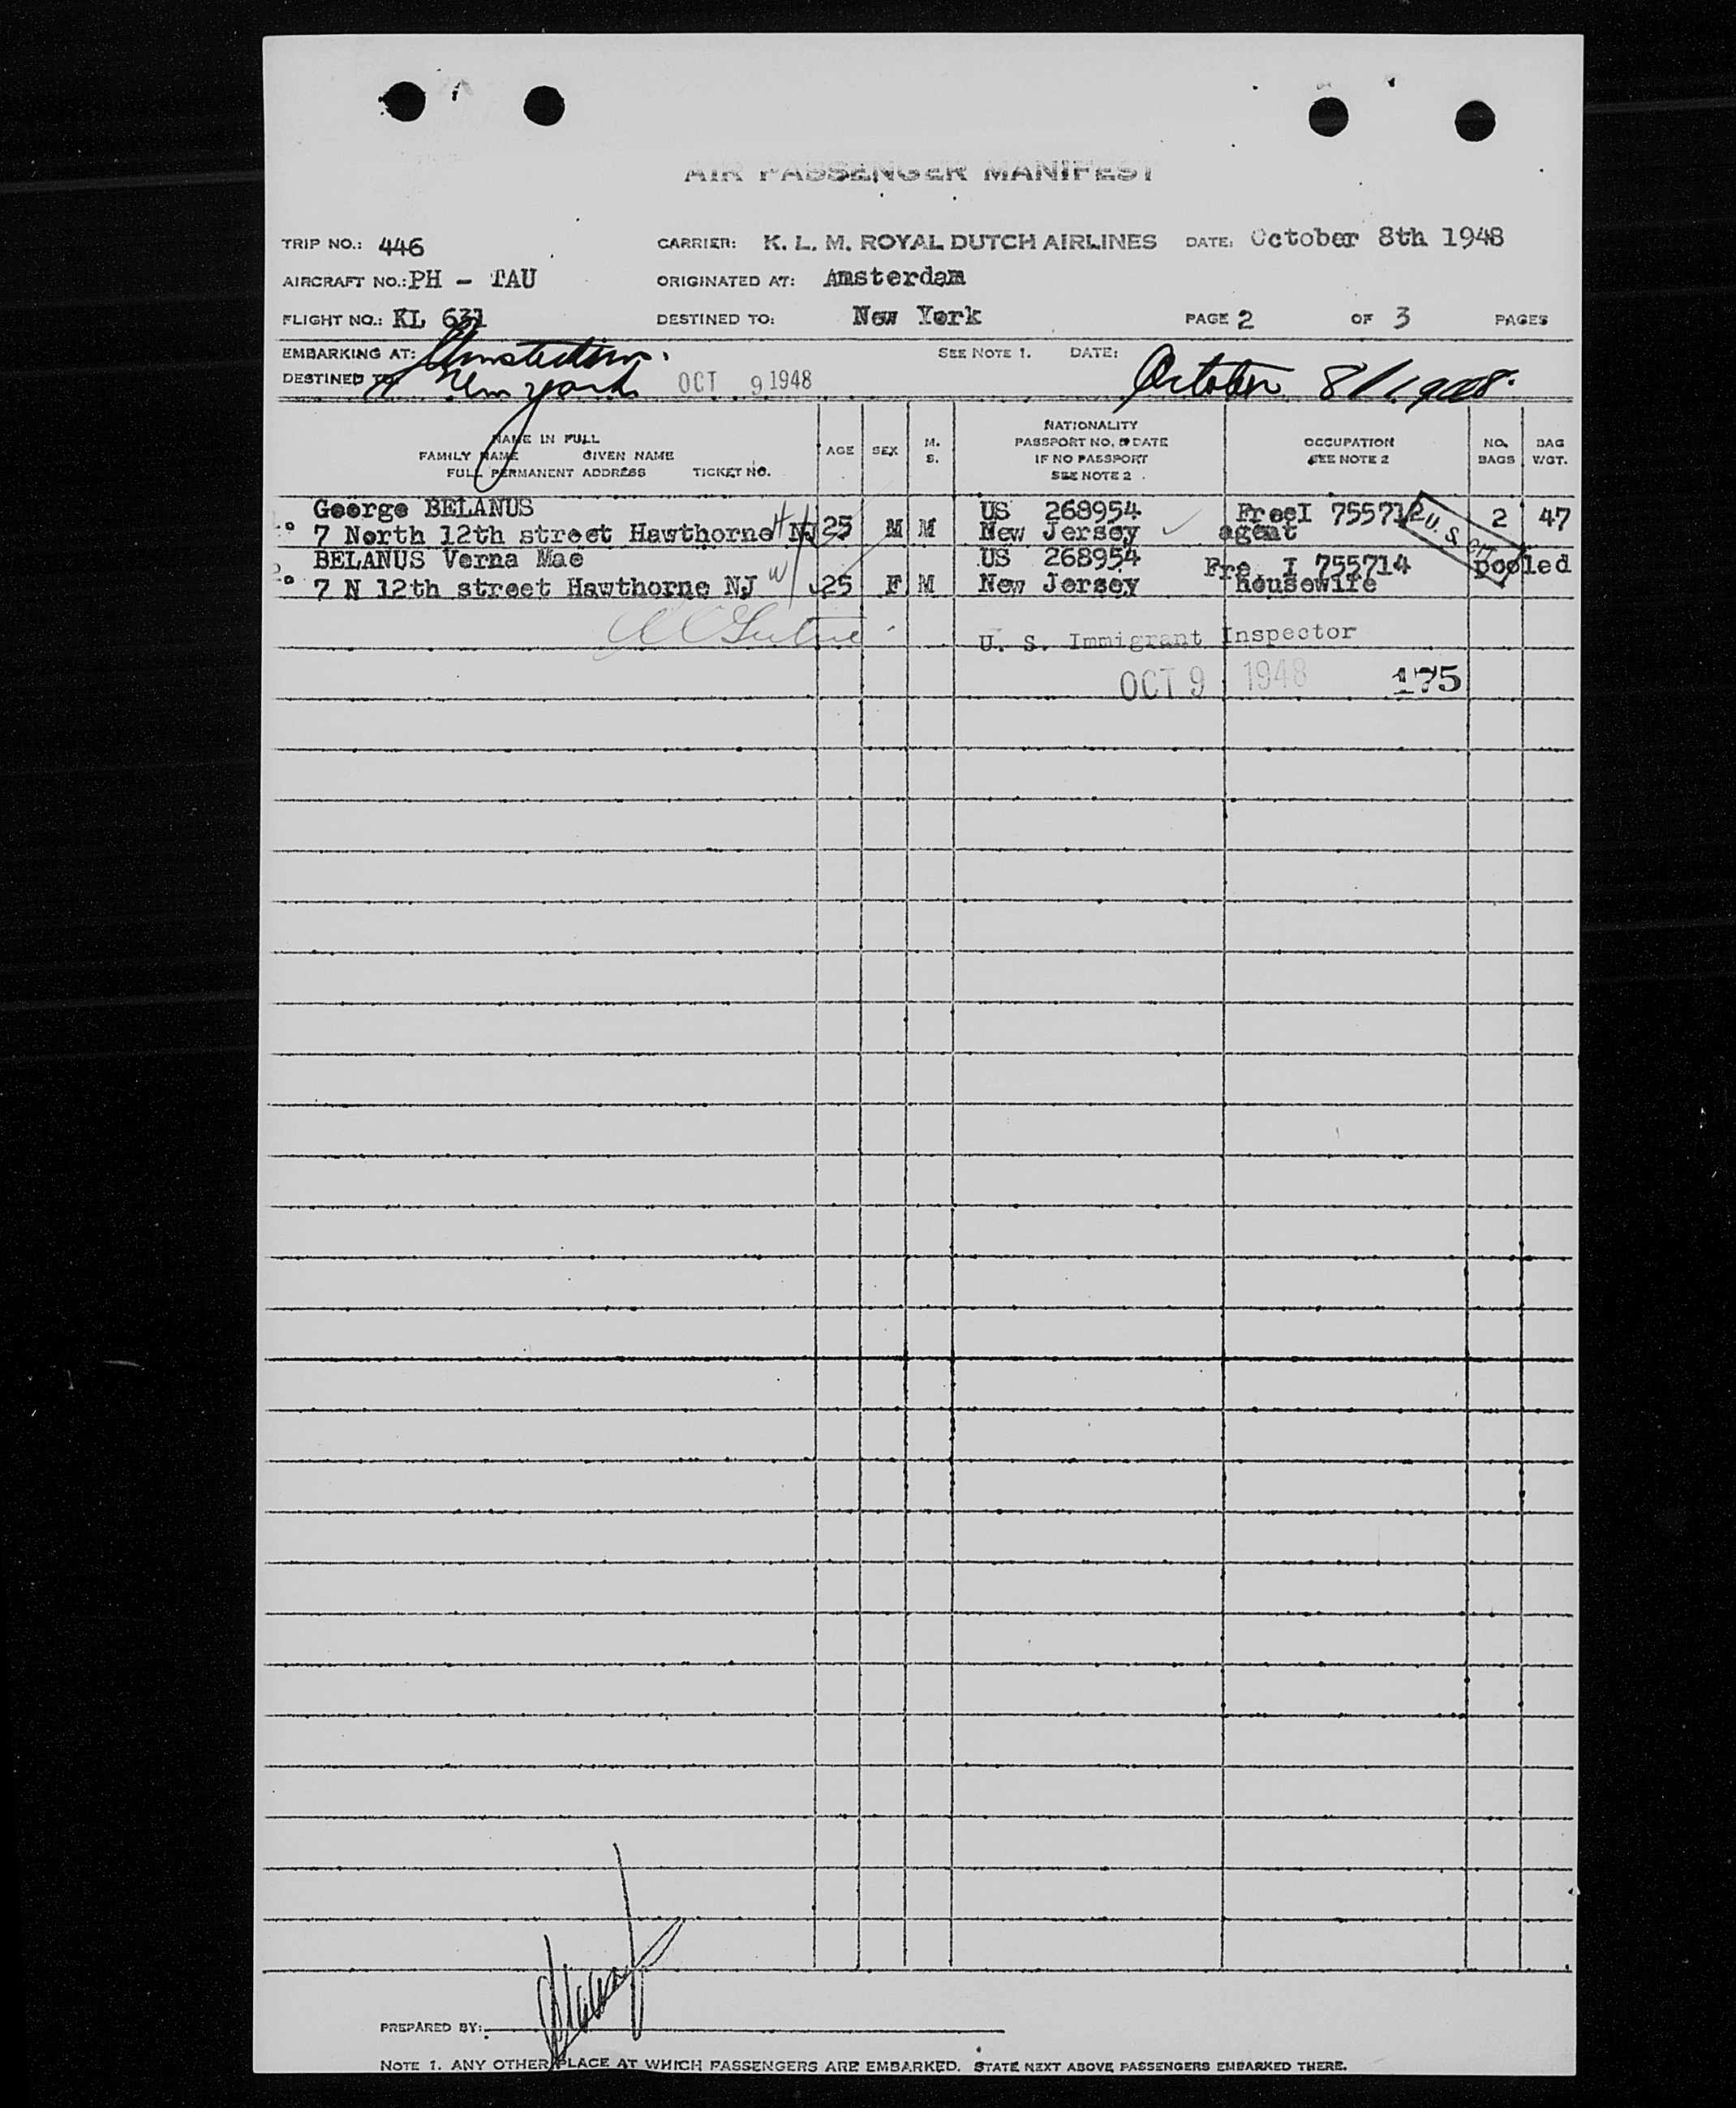 AIR PASSENGER MANIFEST
TRIP NO.: 446 CARRIER: K. L. M. ROYAL DUTCH AIRLINES DATE: October 8th 1948
AIRCRAFT NO.: PH - TAU ORIGINATED AT: Amsterdam
FLIGHT NO.: KL 631 DESTINED TO: New York PAGE 2 OF 3 PAGES
EMBARKING AT: Amsterdam. SEE NOTE 1. DATE: October 8/1948.
DESTINED TO: New York OCT 9 1948
NAME IN FULL
FAMILY NAME GIVEN NAME
FULL PERMANENT ADDRESS TICKET NO.
AGE SEX M. S.
NATIONALITY
PASSPORT NO. & DATE
IF NO PASSPORT
SEE NOTE 2
OCCUPATION
SEE NOTE 2
NO. BAGS
BAG WGT.
George BELANUS US 268954 FreeI 755712 2 47
7 North 12th street Hawthorne NJ 25 M M New Jersey agent
H
U. S. CIT
BELANUS Verna Mae US 268954 Fre. I 755714 pooled
7 N 12th street Hawthorne NJ 25 F M New Jersey housewife
W
U. S. Immigrant Inspector
OCT 9 1948 175
PREPARED BY:
NOTE 1. ANY OTHER PLACE AT WHICH PASSENGERS ARE EMBARKED. STATE NEXT ABOVE PASSENGERS EMBARKED THERE.